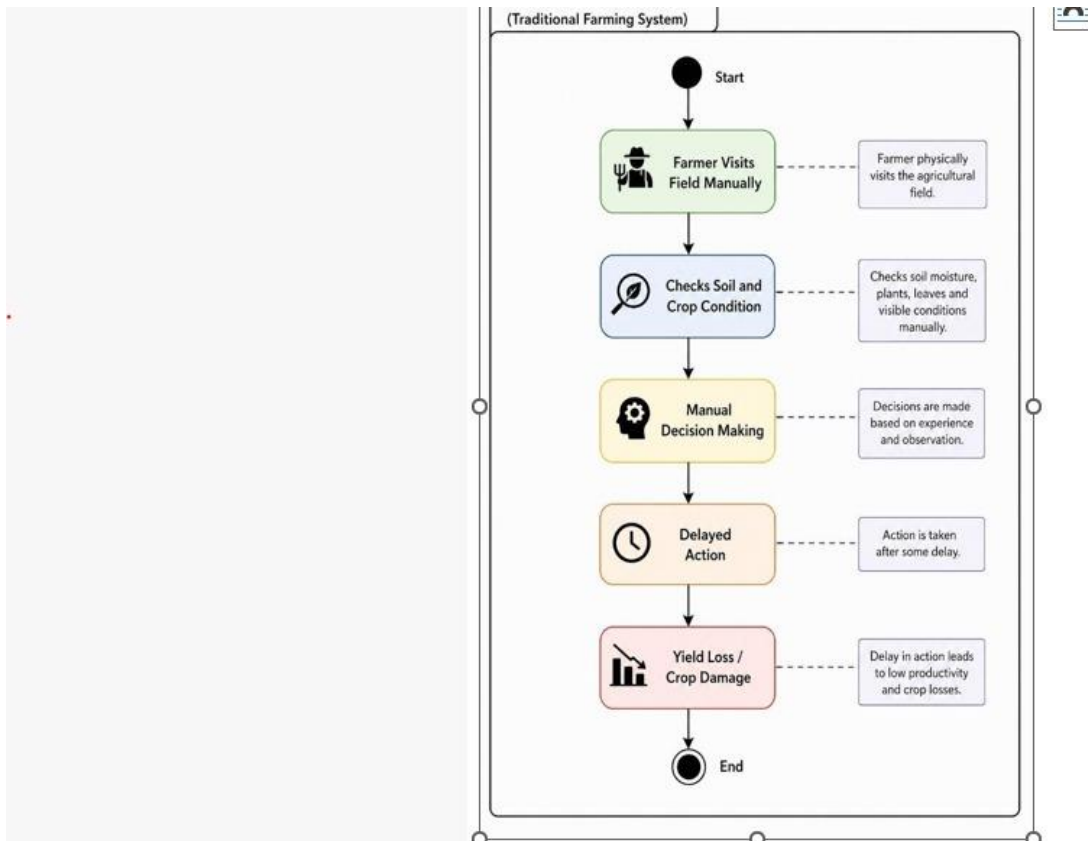 (Traditional Farming System)
Start
Farmer Visits
Field Manually
Farmer physically
visits the agricultural
field.
Checks Soil and
Crop Condition
Checks soil moisture,
plants, leaves and
visible conditions
manually.
Manual
Decision Making
Decisions are made
based on experience
and observation.
Delayed
Action
Action is taken
after some delay.
Yield Loss /
Crop Damage
Delay in action leads
to low productivity
and crop losses.
End